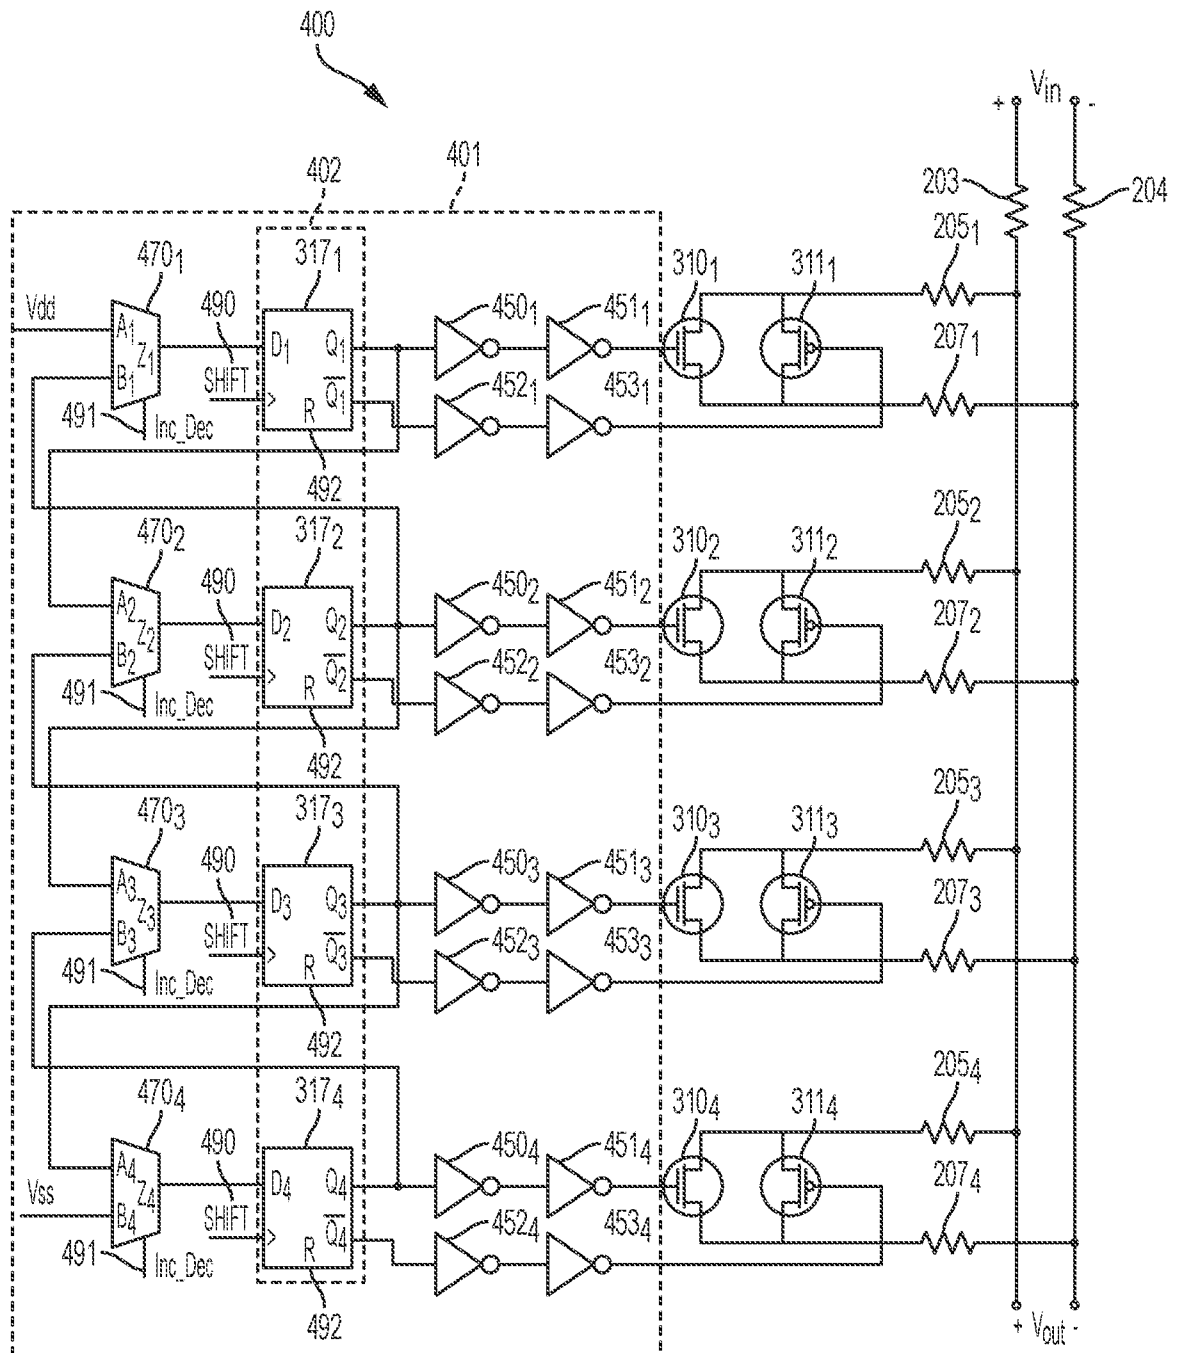 400
Vin
+ -
401
402
203
204
470₁
317₁
205₁
310₁
311₁
Vdd
490
450₁
451₁
A₁
Z₁
B₁
D₁
Q₁
SHIFT
207₁
452₁
453₁
Q̅₁
R
491
Inc_Dec
492
470₂
317₂
205₂
310₂
311₂
490
450₂
451₂
A₂
Z₂
B₂
D₂
Q₂
SHIFT
207₂
452₂
453₂
Q̅₂
R
491
Inc_Dec
492
470₃
317₃
205₃
310₃
311₃
490
450₃
451₃
A₃
Z₃
B₃
D₃
Q₃
SHIFT
207₃
452₃
453₃
Q̅₃
R
491
Inc_Dec
492
470₄
317₄
205₄
310₄
311₄
490
450₄
451₄
A₄
Z₄
Vss
B₄
D₄
Q₄
SHIFT
207₄
452₄
453₄
Q̅₄
R
491
Inc_Dec
492
+ Vout -